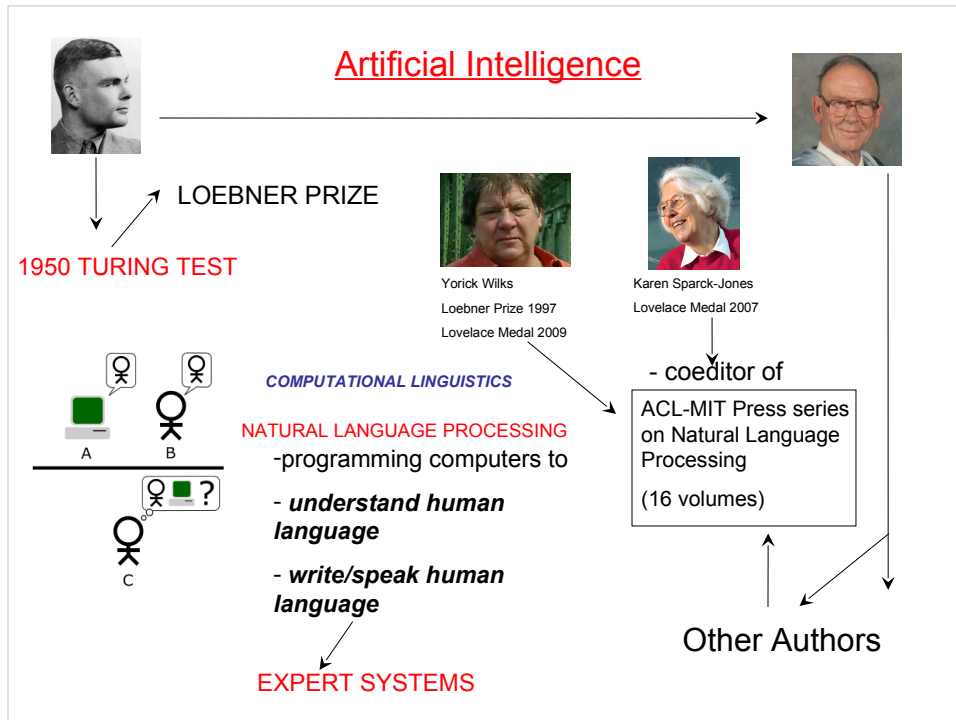 Artificial Intelligence
LOEBNER PRIZE
1950 TURING TEST
Yorick Wilks
Loebner Prize 1997
Lovelace Medal 2009
Karen Sparck-Jones
Lovelace Medal 2007
- coeditor of
ACL-MIT Press series
on Natural Language
Processing
(16 volumes)
A
B
?
C
COMPUTATIONAL LINGUISTICS
NATURAL LANGUAGE PROCESSING
-programming computers to
- understand human
language
- write/speak human
language
EXPERT SYSTEMS
Other Authors